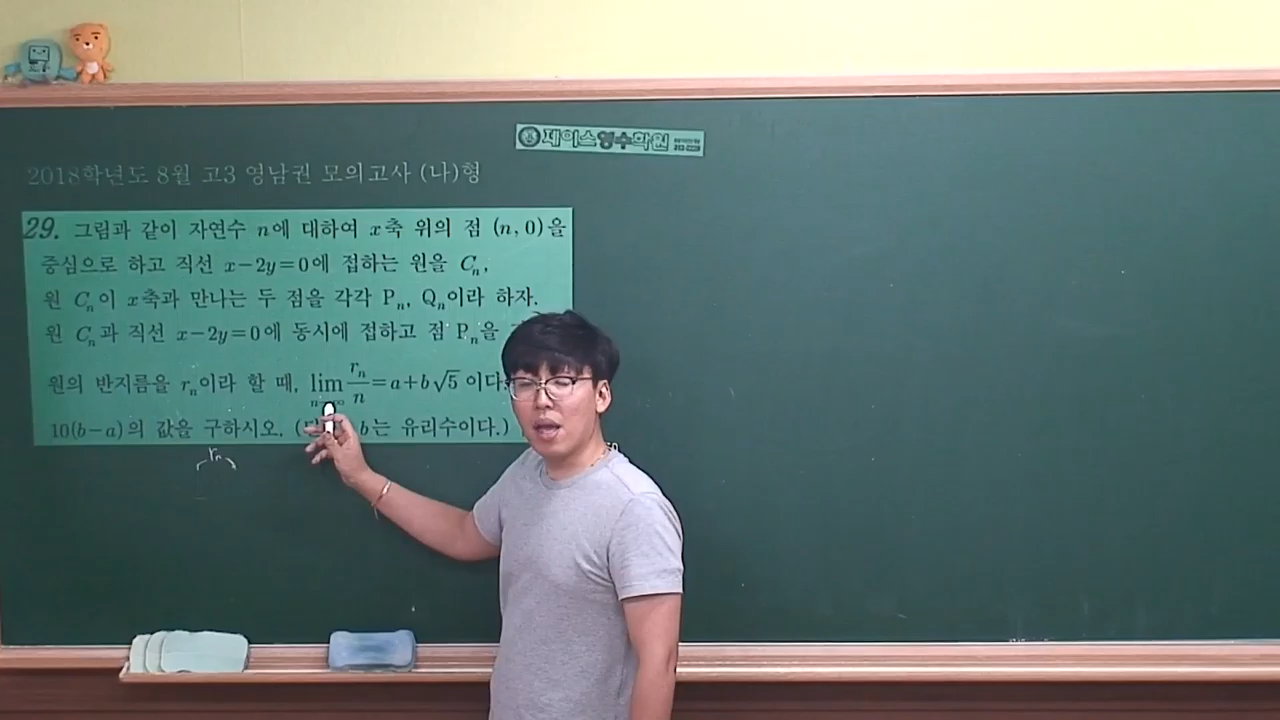 제이스영수학원
2018학년도 8월 고3 영남권 모의고사 (나)형
29. 그림과 같이 자연수 n에 대하여 x축 위의 점 (n, 0)을
중심으로 하고 직선 x-2y=0에 접하는 원을 Cₙ,
원 Cₙ이 x축과 만나는 두 점을 각각 Pₙ, Qₙ이라 하자.
원 Cₙ과 직선 x-2y=0에 동시에 접하고 점 Pₙ을
원의 반지름을 rₙ이라 할 때, lim rₙ/n = a+b√5 이다.
10(b-a)의 값을 구하시오. b는 유리수이다.)
rₙ